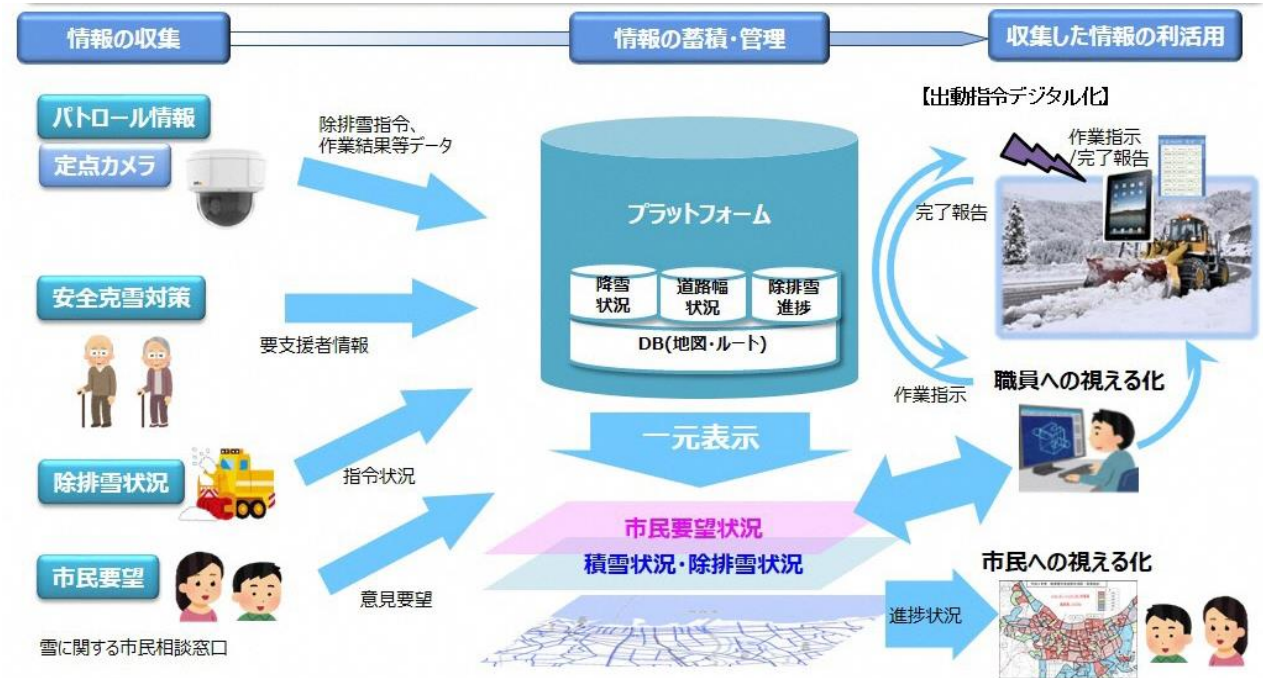 情報の収集
情報の蓄積・管理
収集した情報の利活用
パトロール情報
定点カメラ
除排雪指令、
作業結果等データ
安全克雪対策
要支援者情報
除排雪状況
指令状況
市民要望
意見要望
雪に関する市民相談窓口
プラットフォーム
降雪
状況
道路幅
状況
除排雪
進捗
DB(地図・ルート)
一元表示
市民要望状況
積雪状況・除排雪状況
【出動指令デジタル化】
作業指示
/完了報告
完了報告
作業指示
職員への視える化
市民への視える化
進捗状況